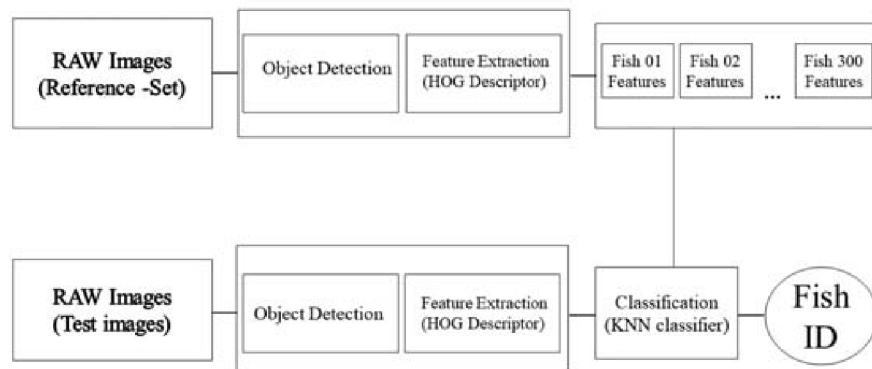 RAW Images
(Reference -Set)
Object Detection
Feature Extraction
(HOG Descriptor)
Fish 01
Features
Fish 02
Features
...
Fish 300
Features
RAW Images
(Test images)
Object Detection
Feature Extraction
(HOG Descriptor)
Classification
(KNN classifier)
Fish
ID